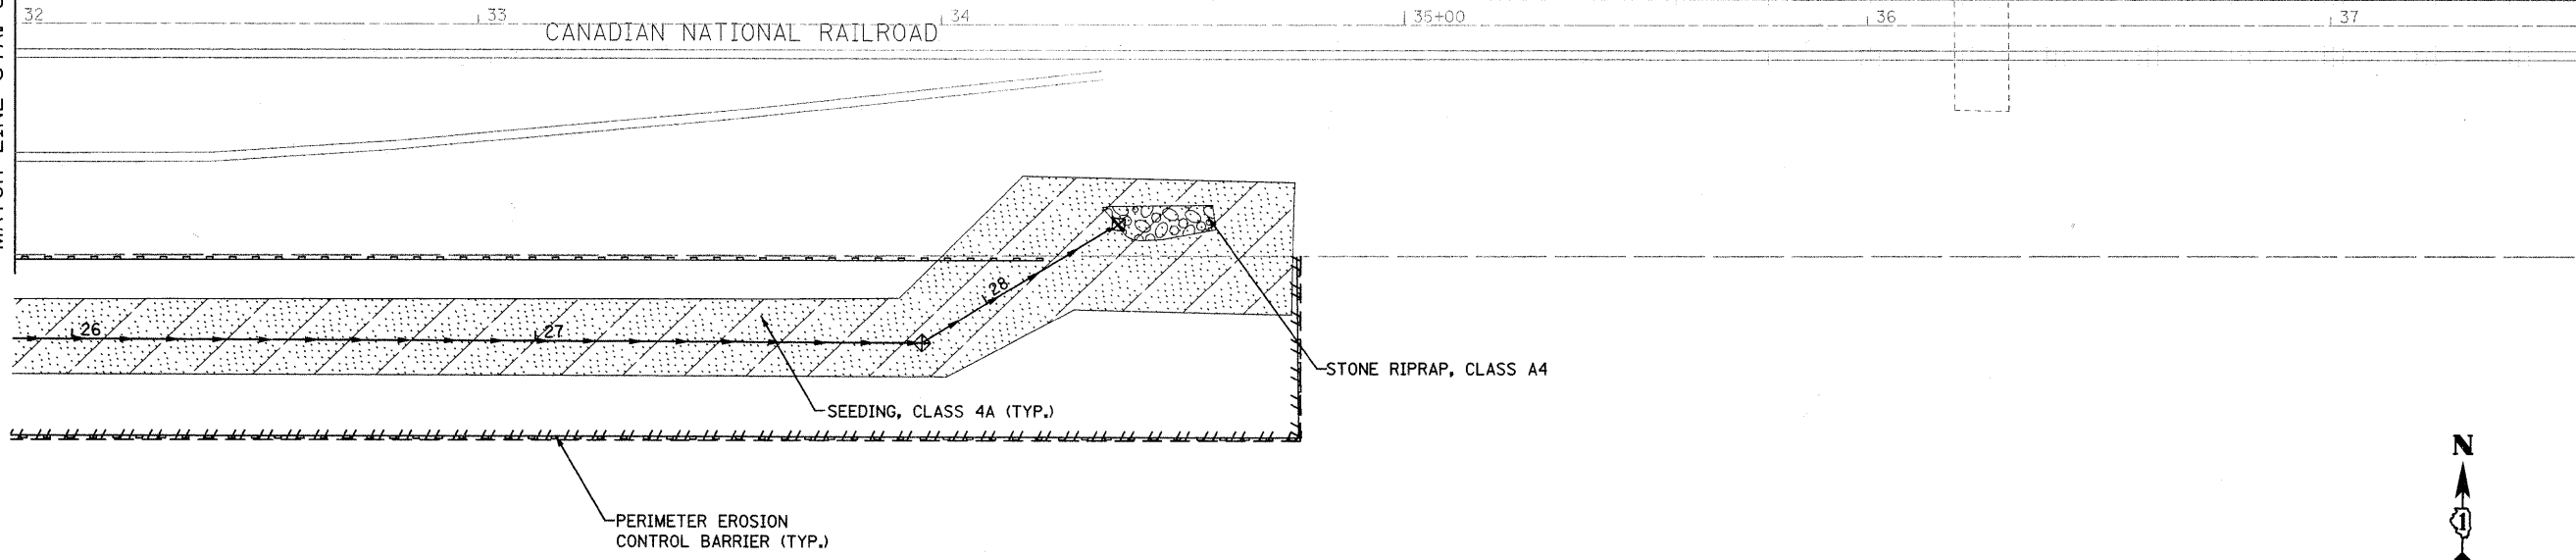 32 33 34 35+00 36 37
CANADIAN NATIONAL RAILROAD
28
26 27
STONE RIPRAP, CLASS A4
SEEDING, CLASS 4A (TYP.)
N
PERIMETER EROSION
CONTROL BARRIER (TYP.)
1